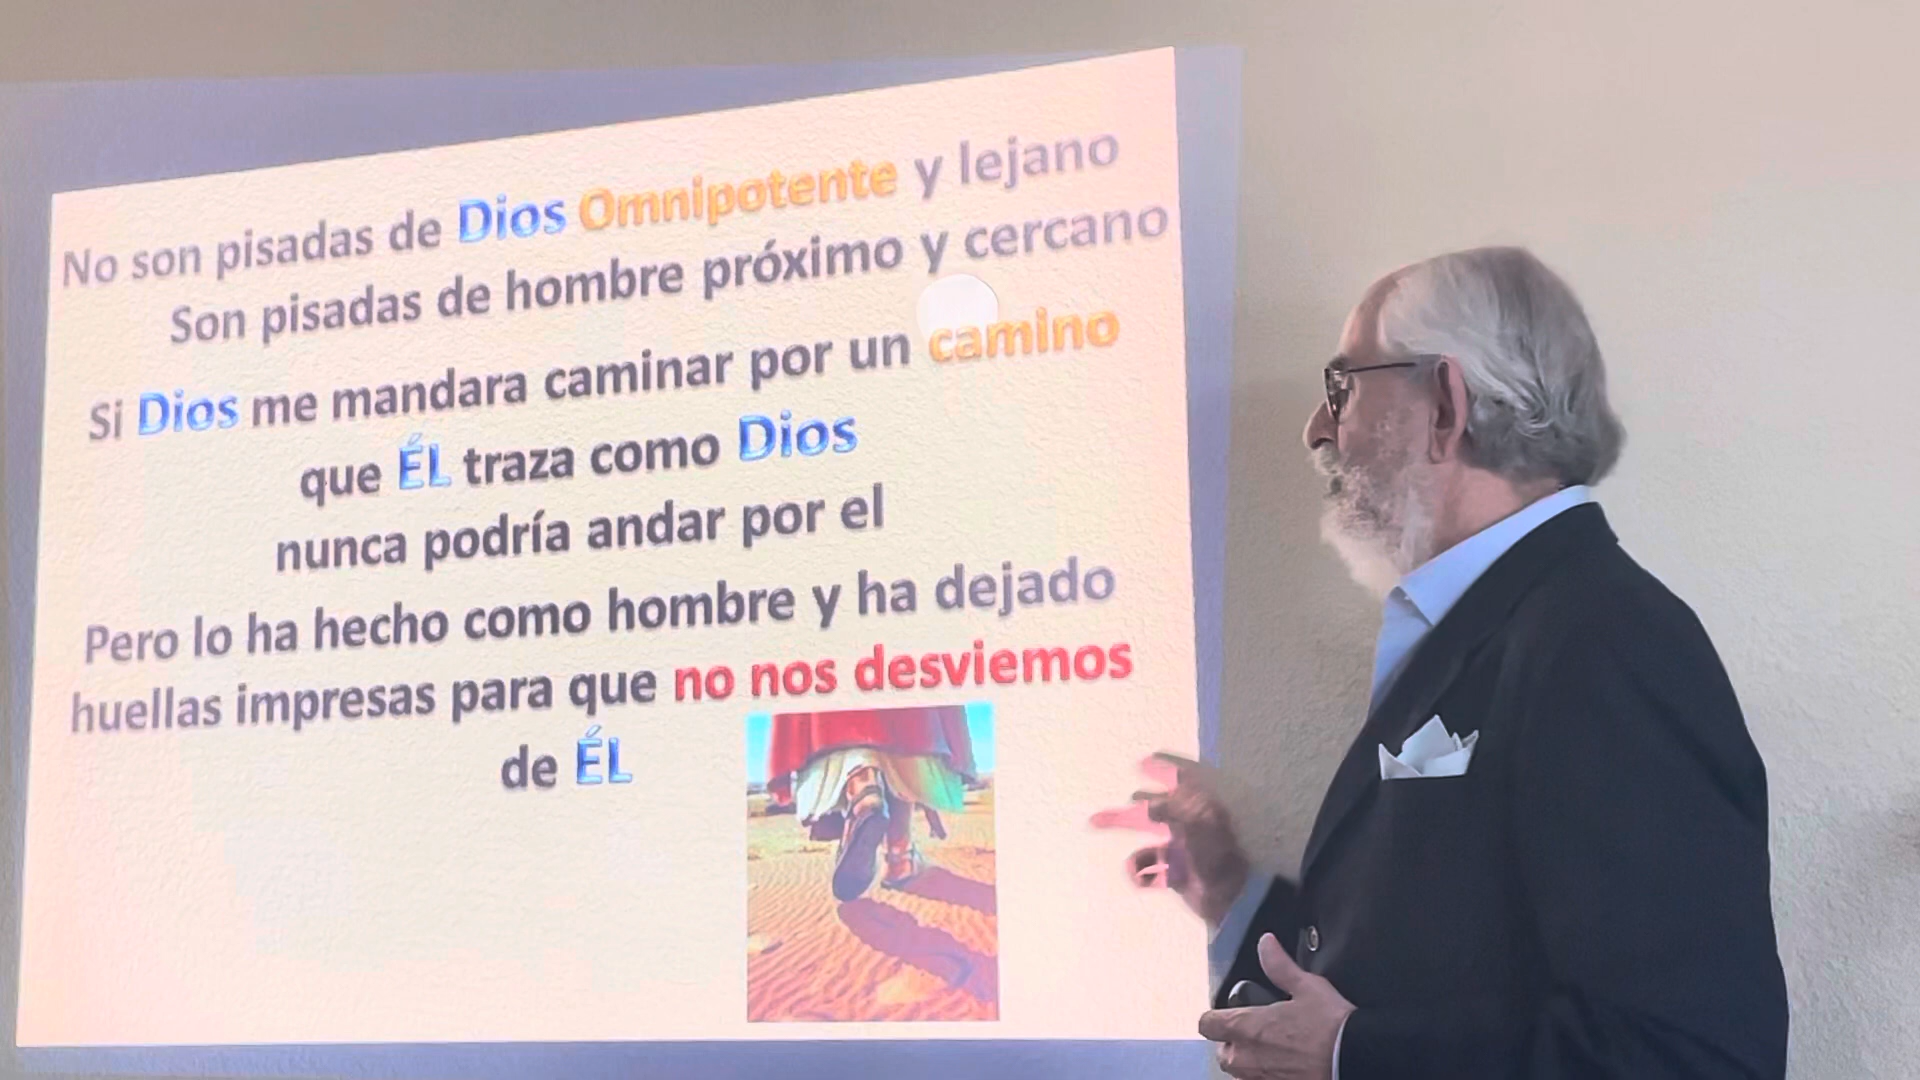 No son pisadas de Dios Omnipotente y lejano
Son pisadas de hombre próximo y cercano
Si Dios me mandara caminar por un camino
que ÉL traza como Dios
nunca podría andar por el
Pero lo ha hecho como hombre y ha dejado
huellas impresas para que no nos desviemos
de ÉL